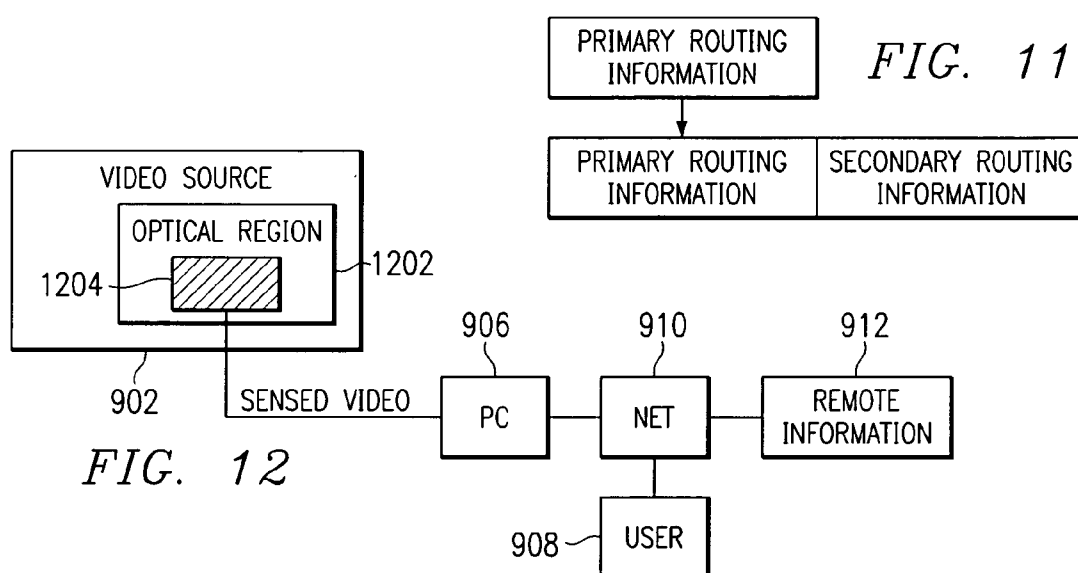 PRIMARY ROUTING
INFORMATION
FIG. 11
PRIMARY ROUTING
INFORMATION
SECONDARY ROUTING
INFORMATION
VIDEO SOURCE
OPTICAL REGION
1204
1202
902
SENSED VIDEO
906
PC
910
NET
912
REMOTE
INFORMATION
908
USER
FIG. 12